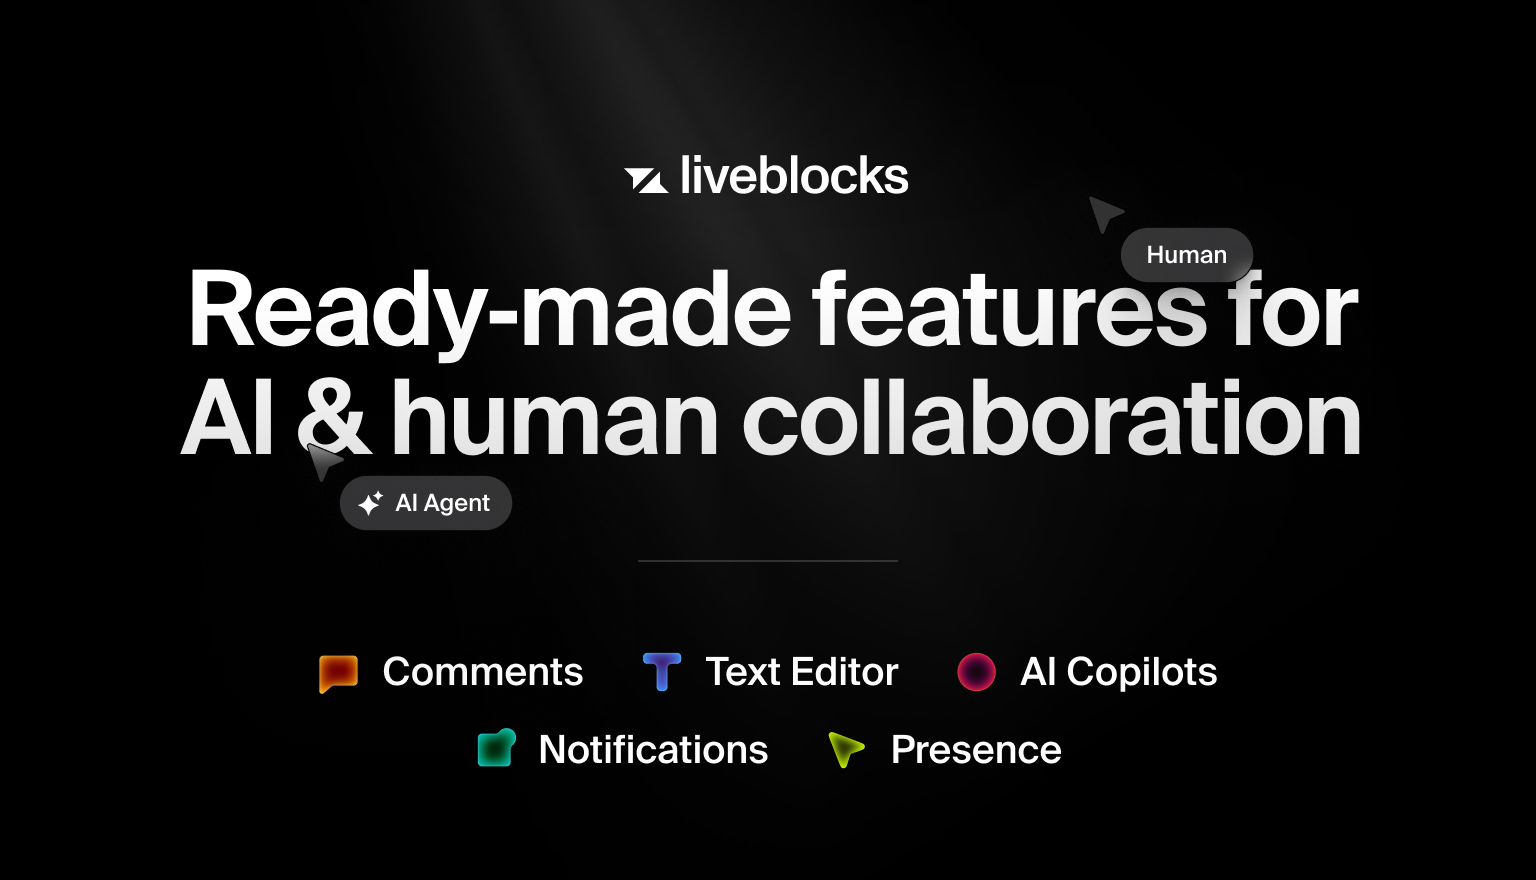 liveblocks
Human
Ready-made features for
AI & human collaboration
AI Agent
Comments
Text Editor
AI Copilots
Notifications
Presence